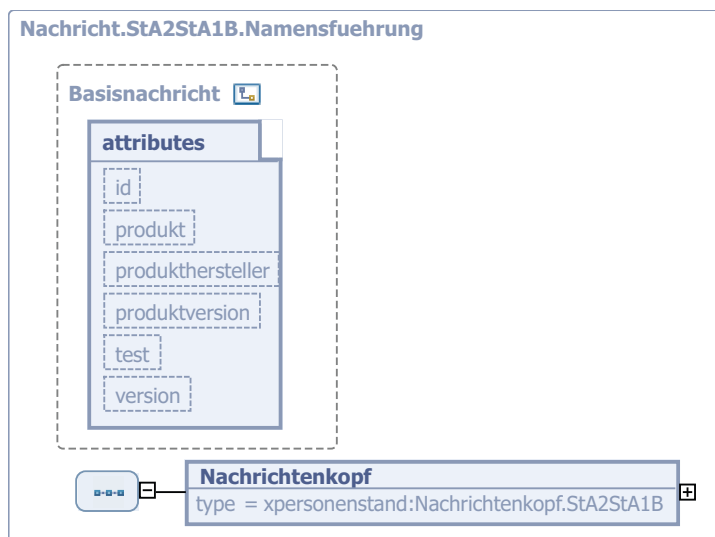 Nachricht.StA2StA1B.Namensfuehrung
Basisnachricht
attributes
id
produkt
produkthersteller
produktversion
test
version
Nachrichtenkopf
type = xpersonenstand:Nachrichtenkopf.StA2StA1B